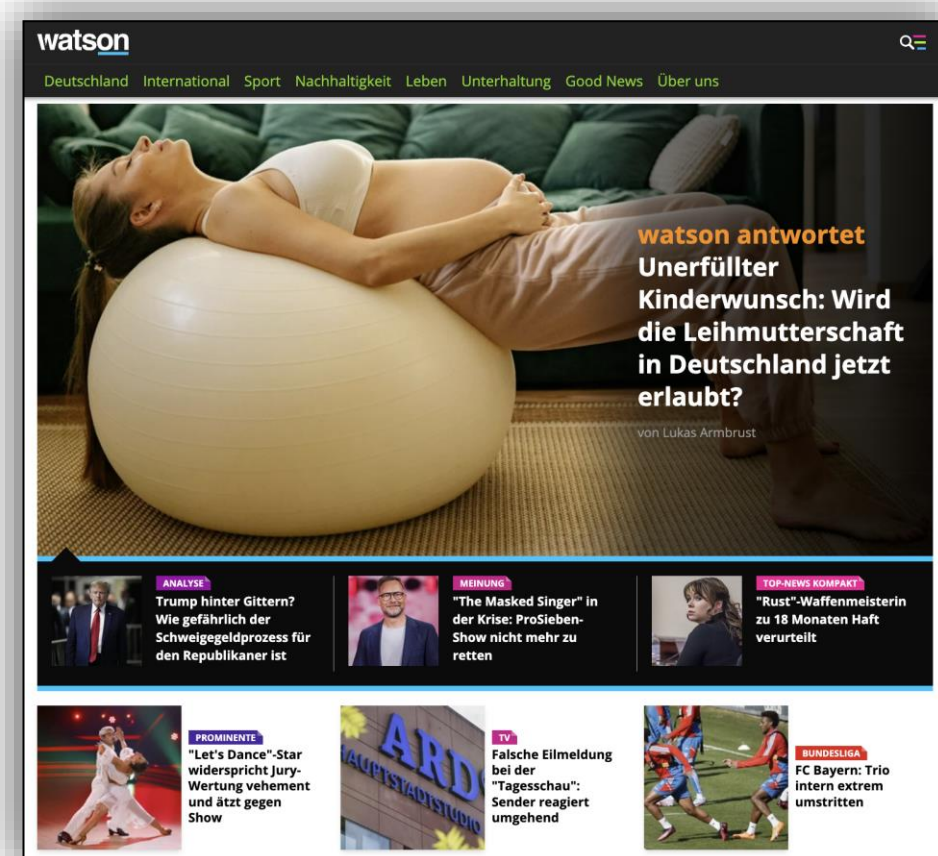 watson
Deutschland International Sport Nachhaltigkeit Leben Unterhaltung Good News Über uns
watson antwortet
Unerfüllter
Kinderwunsch: Wird
die Leihmutterschaft
in Deutschland jetzt
erlaubt?
von Lukas Armbrust
ANALYSE
Trump hinter Gittern?
Wie gefährlich der
Schweigegeldprozess für
den Republikaner ist
MEINUNG
"The Masked Singer" in
der Krise: ProSieben-
Show nicht mehr zu
retten
TOP-NEWS KOMPAKT
"Rust"-Waffenmeisterin
zu 18 Monaten Haft
verurteilt
PROMINENTE
"Let's Dance"-Star
widerspricht Jury-
Wertung vehement
und ätzt gegen
Show
ARD
HAUPTSTADTSTUDIO
TV
Falsche Eilmeldung
bei der
"Tagesschau":
Sender reagiert
umgehend
BUNDESLIGA
FC Bayern: Trio
intern extrem
umstritten